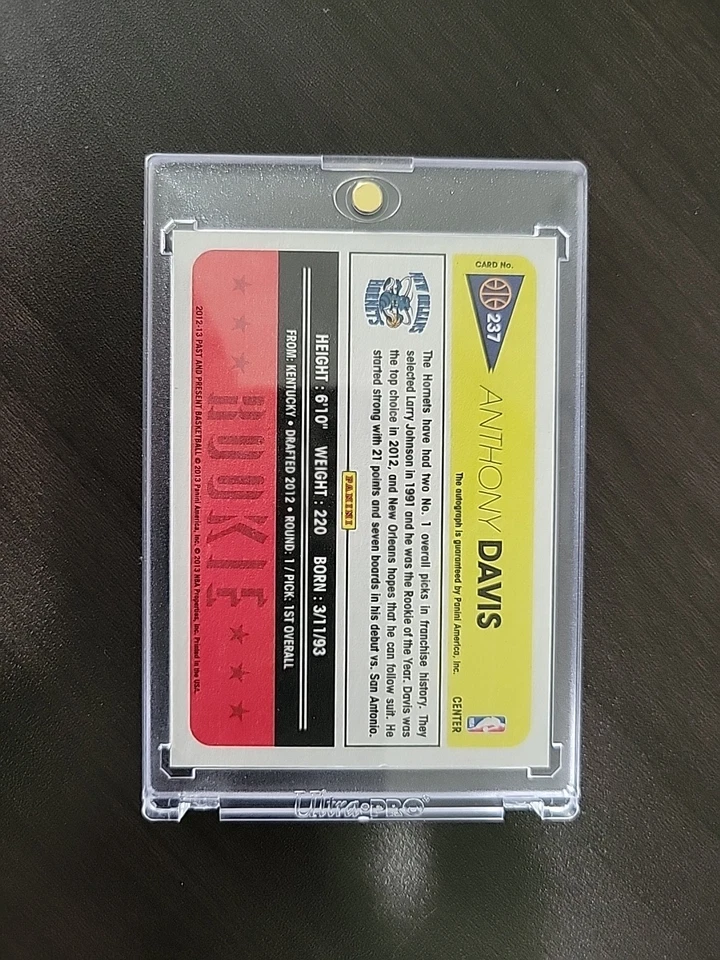 CARD No.
237
ANTHONY DAVIS
The autograph is guaranteed by Panini America, Inc.
CENTER
NEW ORLEANS
HORNETS
The Hornets have had two No. 1 overall picks in franchise history. They
selected Larry Johnson in 1991 and he was the Rookie of the Year. Davis was
the top choice in 2012, and New Orleans hopes that he can follow suit. He
started strong with 21 points and seven boards in his debut vs. San Antonio.
PANINI
HEIGHT : 6'10" WEIGHT : 220 BORN : 3/11/93
FROM: KENTUCKY • DRAFTED 2012 • ROUND: 1 / PICK: 1ST OVERALL
★ ★ ★ ROOKIE ★ ★ ★
2012-13 PAST AND PRESENT BASKETBALL © 2013 Panini America, Inc. © 2013 NBA Properties, Inc. Printed in the USA.
Ultra·PRO